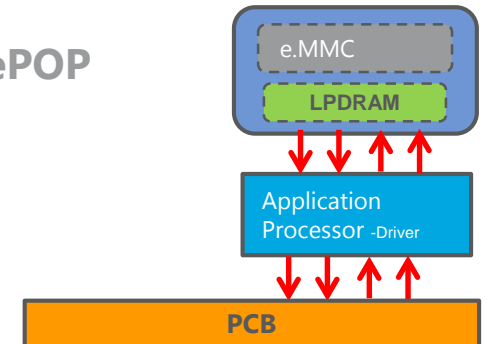 ePOP
e.MMC
LPDRAM
Application
Processor -Driver
PCB